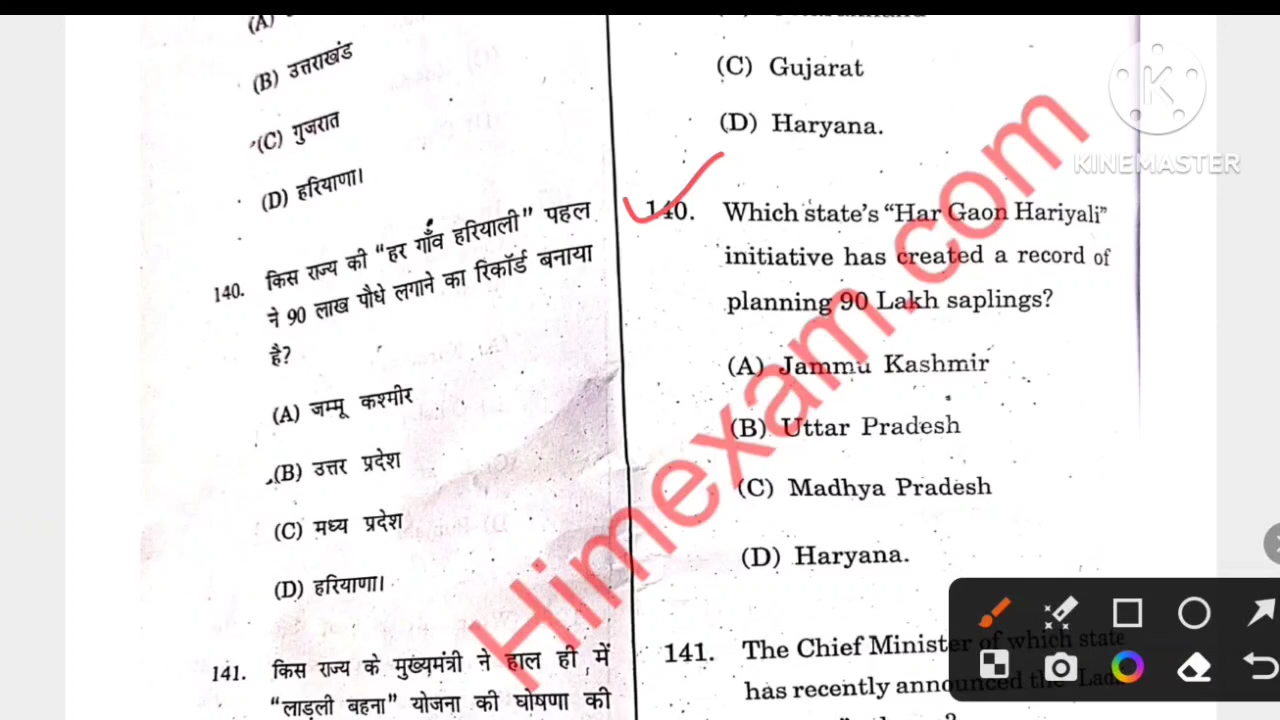 (A)
(B) उत्तराखंड
(C) गुजरात
(D) हरियाणा।
140. किस राज्य की “हर गाँव हरियाली” पहल
ने 90 लाख पौधे लगाने का रिकॉर्ड बनाया
है?
(A) जम्मू कश्मीर
(B) उत्तर प्रदेश
(C) मध्य प्रदेश
(D) हरियाणा।
141. किस राज्य के मुख्यमंत्री ने हाल ही में
“लाडली बहना” योजना की घोषणा की
(C) Gujarat
(D) Haryana.
140. Which state's “Har Gaon Hariyali”
initiative has created a record of
planning 90 Lakh saplings?
(A) Jammu Kashmir
(B) Uttar Pradesh
(C) Madhya Pradesh
(D) Haryana.
141. The Chief Minister of which state
has recently announced the
Himexam.com
K
KINEMASTER